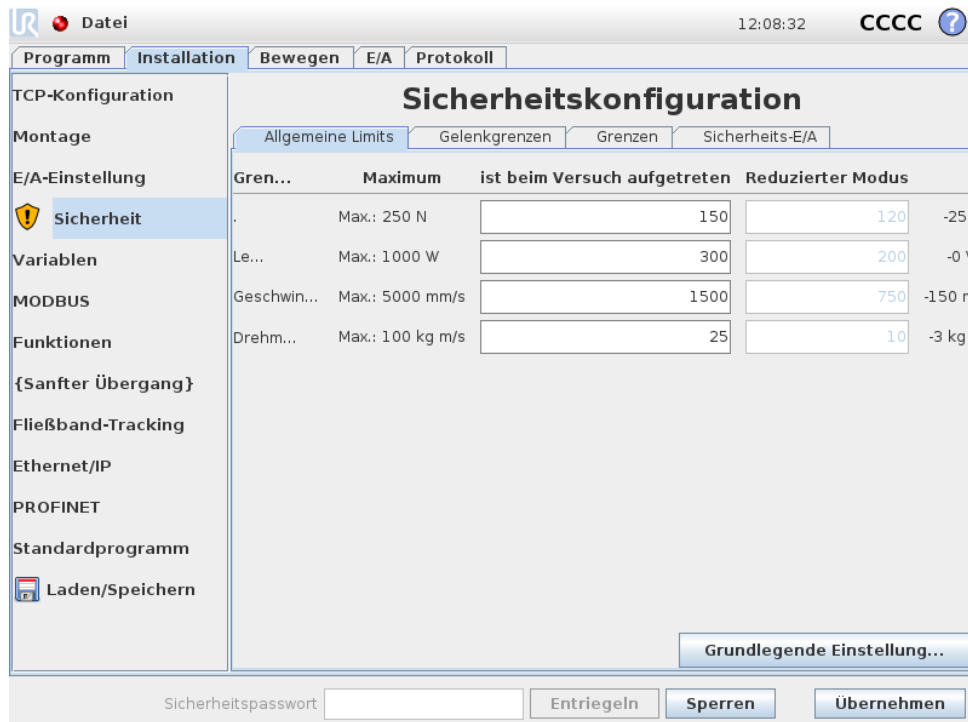 UR Datei 12:08:32 CCCC ?
Programm Installation Bewegen E/A Protokoll
TCP-Konfiguration
Montage
E/A-Einstellung
Sicherheit
Variablen
MODBUS
Funktionen
{Sanfter Übergang}
Fließband-Tracking
Ethernet/IP
PROFINET
Standardprogramm
Laden/Speichern
Sicherheitskonfiguration
Allgemeine Limits Gelenkgrenzen Grenzen Sicherheits-E/A
Gren... Maximum ist beim Versuch aufgetreten Reduzierter Modus
. Max.: 250 N 150 120 -25
Le... Max.: 1000 W 300 200 -0
Geschwin... Max.: 5000 mm/s 1500 750 -150
Drehm... Max.: 100 kg m/s 25 10 -3 kg
Grundlegende Einstellung...
Sicherheitspasswort Entriegeln Sperren Übernehmen